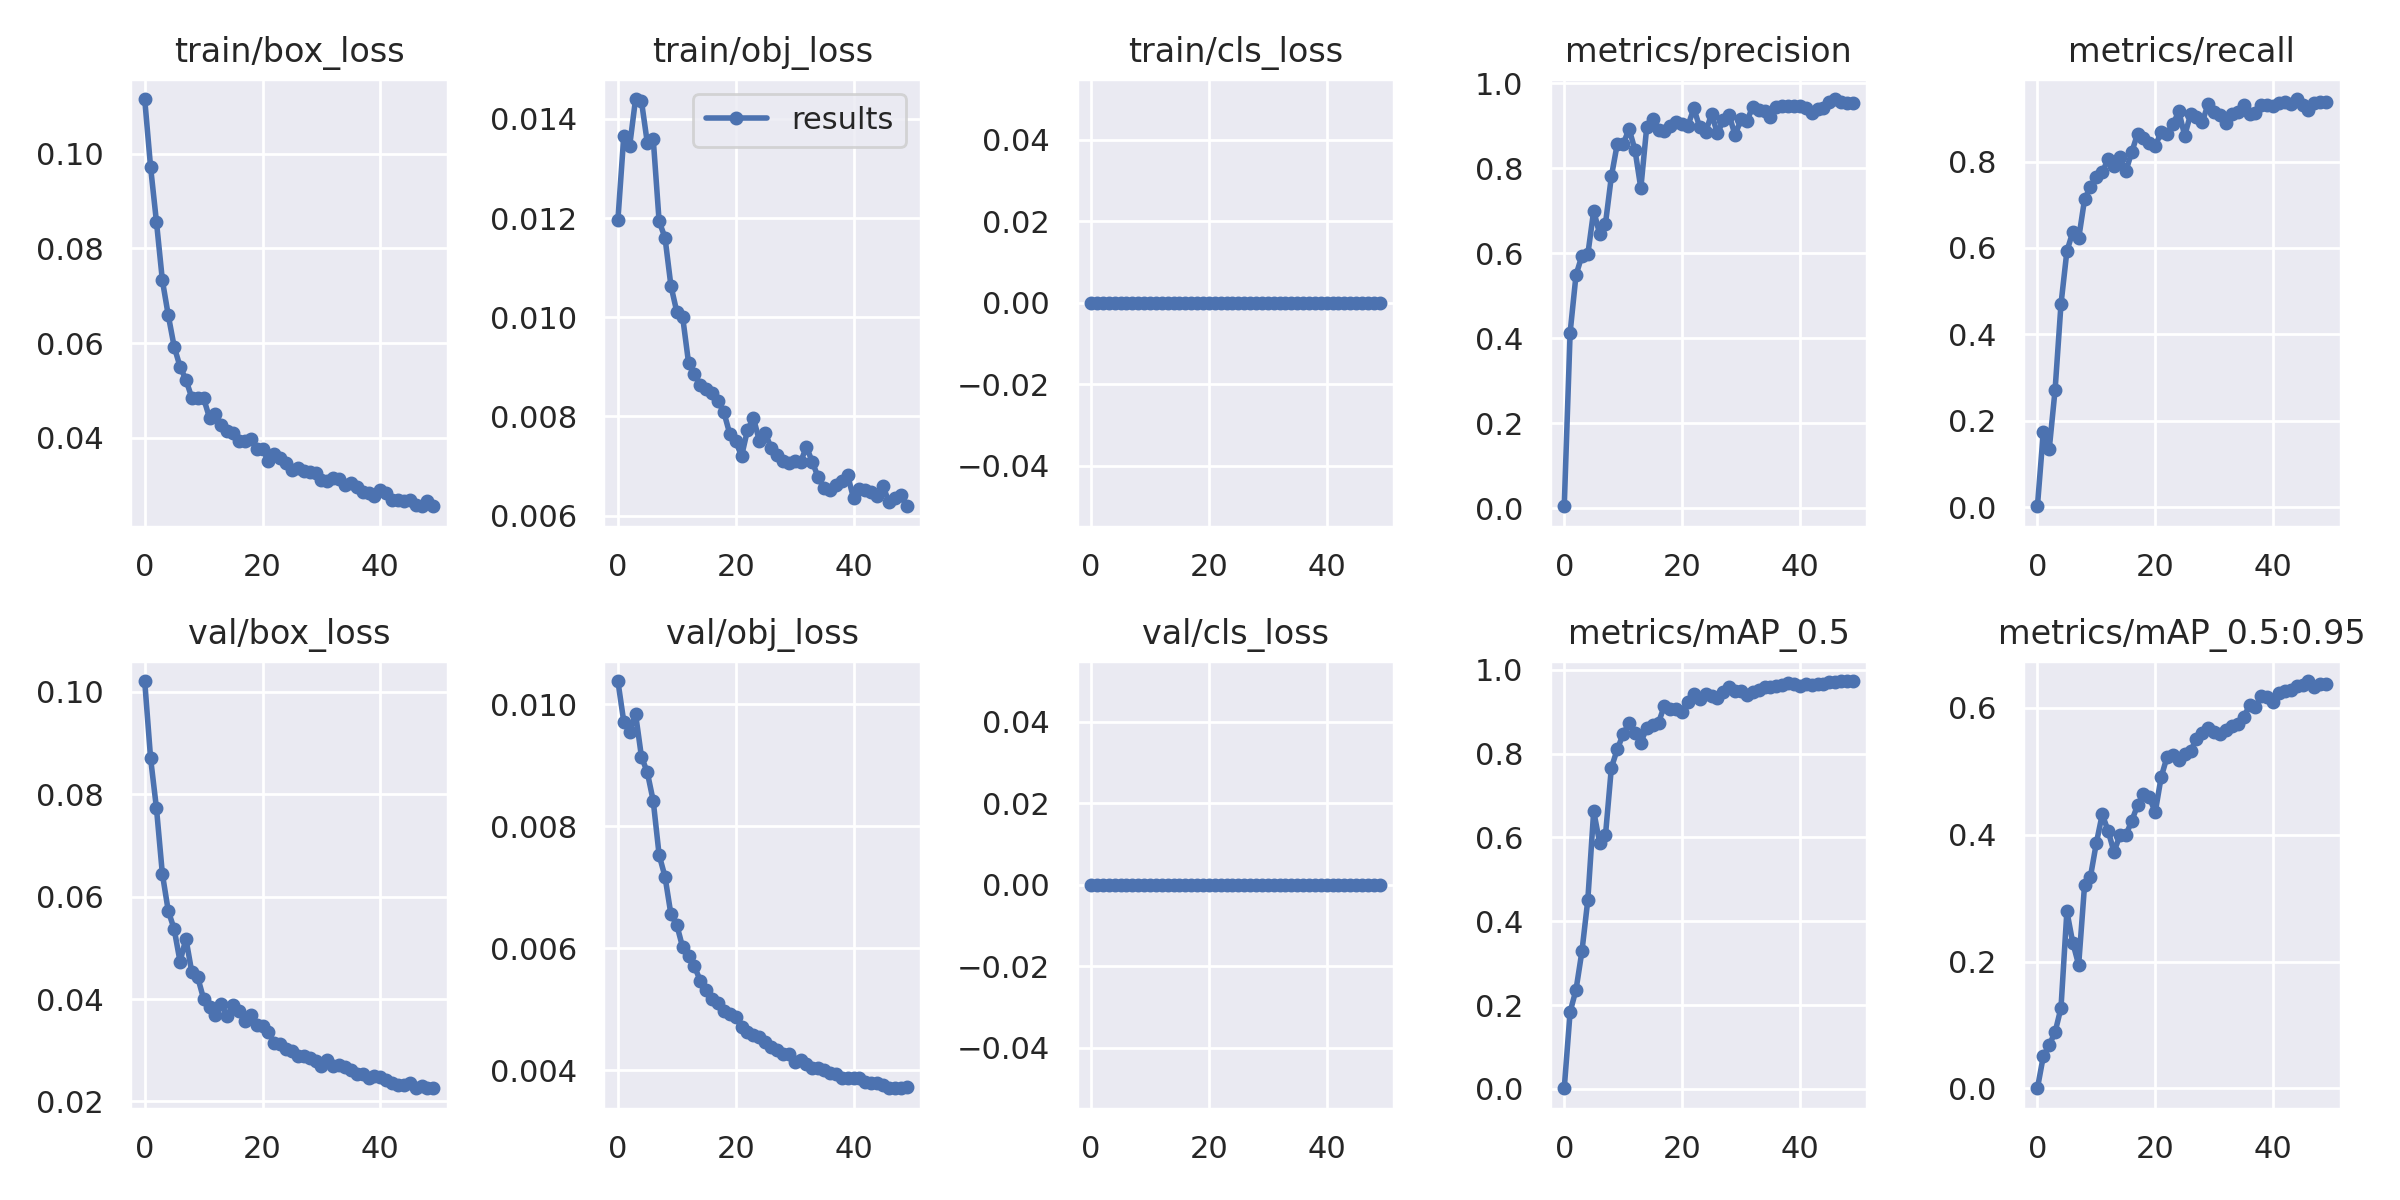 train/box_loss
train/obj_loss
train/cls_loss
metrics/precision
metrics/recall
0.10
0.08
0.06
0.04
0 20 40
results
0.014
0.012
0.010
0.008
0.006
0 20 40
0.04
0.02
0.00
−0.02
−0.04
0 20 40
1.0
0.8
0.6
0.4
0.2
0.0
0 20 40
0.8
0.6
0.4
0.2
0.0
0 20 40
val/box_loss
val/obj_loss
val/cls_loss
metrics/mAP_0.5
metrics/mAP_0.5:0.95
0.10
0.08
0.06
0.04
0.02
0 20 40
0.010
0.008
0.006
0.004
0 20 40
0.04
0.02
0.00
−0.02
−0.04
0 20 40
1.0
0.8
0.6
0.4
0.2
0.0
0 20 40
0.6
0.4
0.2
0.0
0 20 40